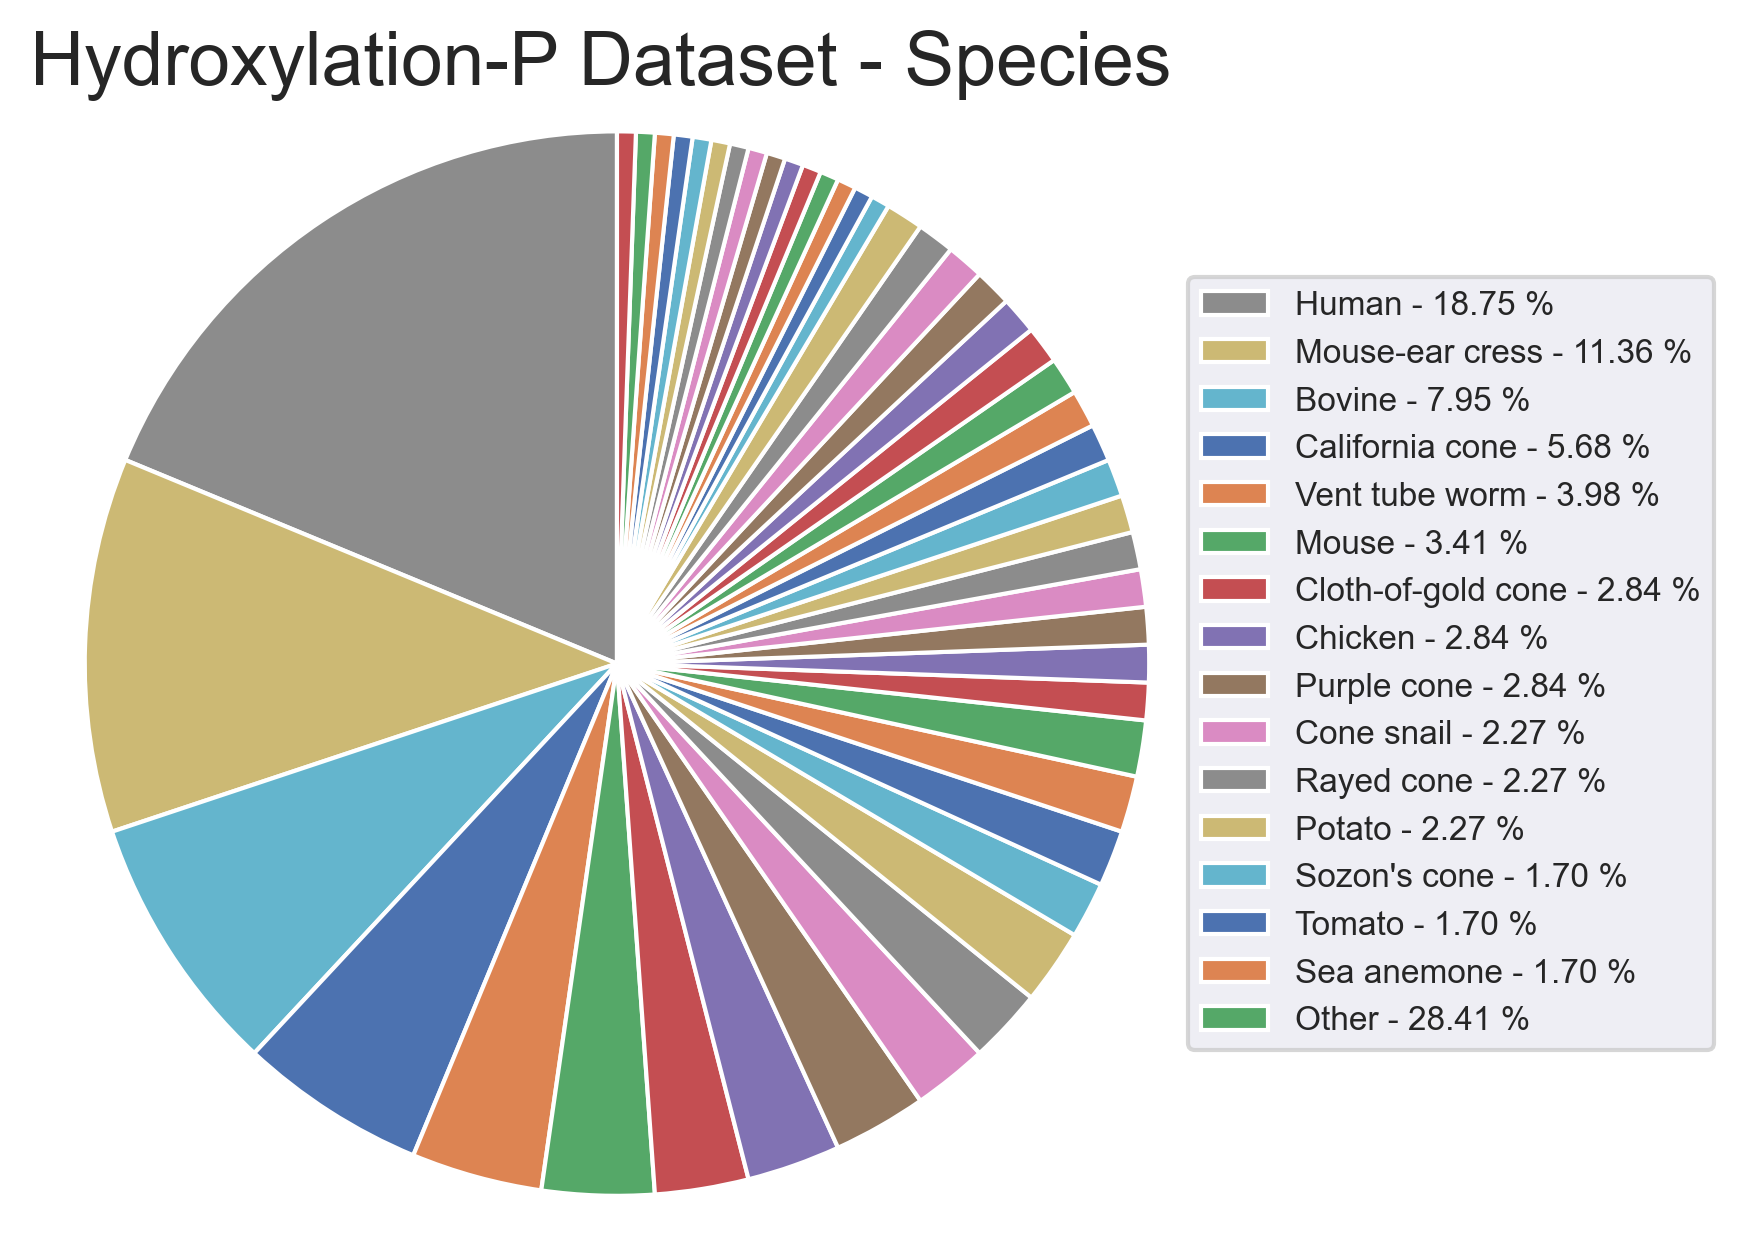 Hydroxylation-P Dataset - Species
Human - 18.75 %
Mouse-ear cress - 11.36 %
Bovine - 7.95 %
California cone - 5.68 %
Vent tube worm - 3.98 %
Mouse - 3.41 %
Cloth-of-gold cone - 2.84 %
Chicken - 2.84 %
Purple cone - 2.84 %
Cone snail - 2.27 %
Rayed cone - 2.27 %
Potato - 2.27 %
Sozon's cone - 1.70 %
Tomato - 1.70 %
Sea anemone - 1.70 %
Other - 28.41 %